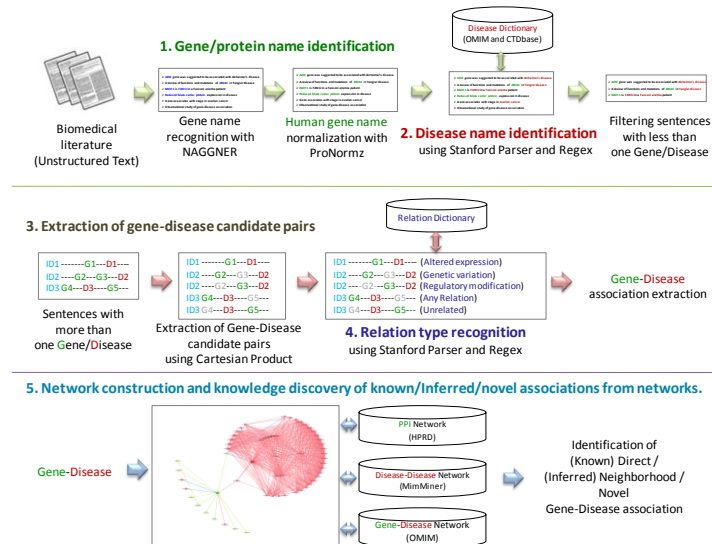 1. Gene/protein name identification
Disease Dictionary
(OMIM and CTDbase)
Biomedical
literature
(Unstructured Text)
Gene name
recognition with
NAGGNER
Human gene name
normalization with
ProNormz
2. Disease name identification
using Stanford Parser and Regex
Filtering sentences
with less than
one Gene/Disease
3. Extraction of gene-disease candidate pairs
Relation Dictionary
ID1 -------G1---D1----
ID2 ----G2---G3---D2
ID3 G4---D3----G5---
Sentences with
more than
one Gene/Disease
ID1 -------G1---D1----
ID2 ----G2---G3---D2
ID2 ----G2---G3---D2
ID3 G4---D3----G5---
ID3 G4---D3----G5---
Extraction of Gene-Disease
candidate pairs
using Cartesian Product
ID1 -------G1---D1---- (Altered expression)
ID2 ----G2---G3---D2 (Genetic variation)
ID2 ----G2---G3---D2 (Regulatory modification)
ID3 G4---D3----G5--- (Any Relation)
ID3 G4---D3----G5--- (Unrelated)
4. Relation type recognition
using Stanford Parser and Regex
Gene-Disease
association extraction
5. Network construction and knowledge discovery of known/Inferred/novel associations from networks.
Gene-Disease
PPI Network
(HPRD)
Disease-Disease Network
(MimMiner)
Gene-Disease Network
(OMIM)
Identification of
(Known) Direct /
(Inferred) Neighborhood /
Novel
Gene-Disease association